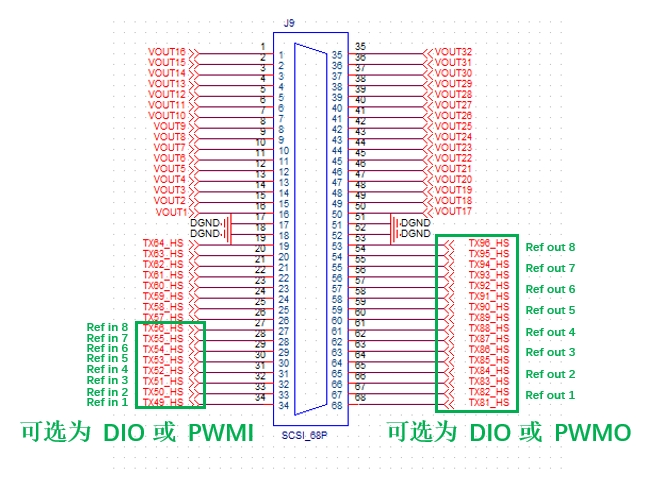 J9
VOUT16 1 1 35 35 VOUT32
VOUT15 2 2 36 36 VOUT31
VOUT14 3 3 37 37 VOUT30
VOUT13 4 4 38 38 VOUT29
VOUT12 5 5 39 39 VOUT28
VOUT11 6 6 40 40 VOUT27
VOUT10 7 7 41 41 VOUT26
VOUT9 8 8 42 42 VOUT25
VOUT8 9 9 43 43 VOUT24
VOUT7 10 10 44 44 VOUT23
VOUT6 11 11 45 45 VOUT22
VOUT5 12 12 46 46 VOUT21
VOUT4 13 13 47 47 VOUT20
VOUT3 14 14 48 48 VOUT19
VOUT2 15 15 49 49 VOUT18
VOUT1 16 16 50 50 VOUT17
DGND 17 17 51 51 DGND
DGND 18 18 52 52 DGND
TX64_HS 19 19 53 53 TX96_HS Ref out 8
TX63_HS 20 20 54 54 TX95_HS
TX62_HS 21 21 55 55 TX94_HS Ref out 7
TX61_HS 22 22 56 56 TX93_HS
TX60_HS 23 23 57 57 TX92_HS Ref out 6
TX59_HS 24 24 58 58 TX91_HS
TX58_HS 25 25 59 59 TX90_HS Ref out 5
TX57_HS 26 26 60 60 TX89_HS
Ref in 8 TX56_HS 27 27 61 61 TX88_HS Ref out 4
Ref in 7 TX55_HS 28 28 62 62 TX87_HS
Ref in 6 TX54_HS 29 29 63 63 TX86_HS Ref out 3
Ref in 5 TX53_HS 30 30 64 64 TX85_HS
Ref in 4 TX52_HS 31 31 65 65 TX84_HS Ref out 2
Ref in 3 TX51_HS 32 32 66 66 TX83_HS
Ref in 2 TX50_HS 33 33 67 67 TX82_HS Ref out 1
Ref in 1 TX49_HS 34 34 68 68 TX81_HS
可选为 DIO 或 PWMI
可选为 DIO 或 PWMO
SCSI_68P